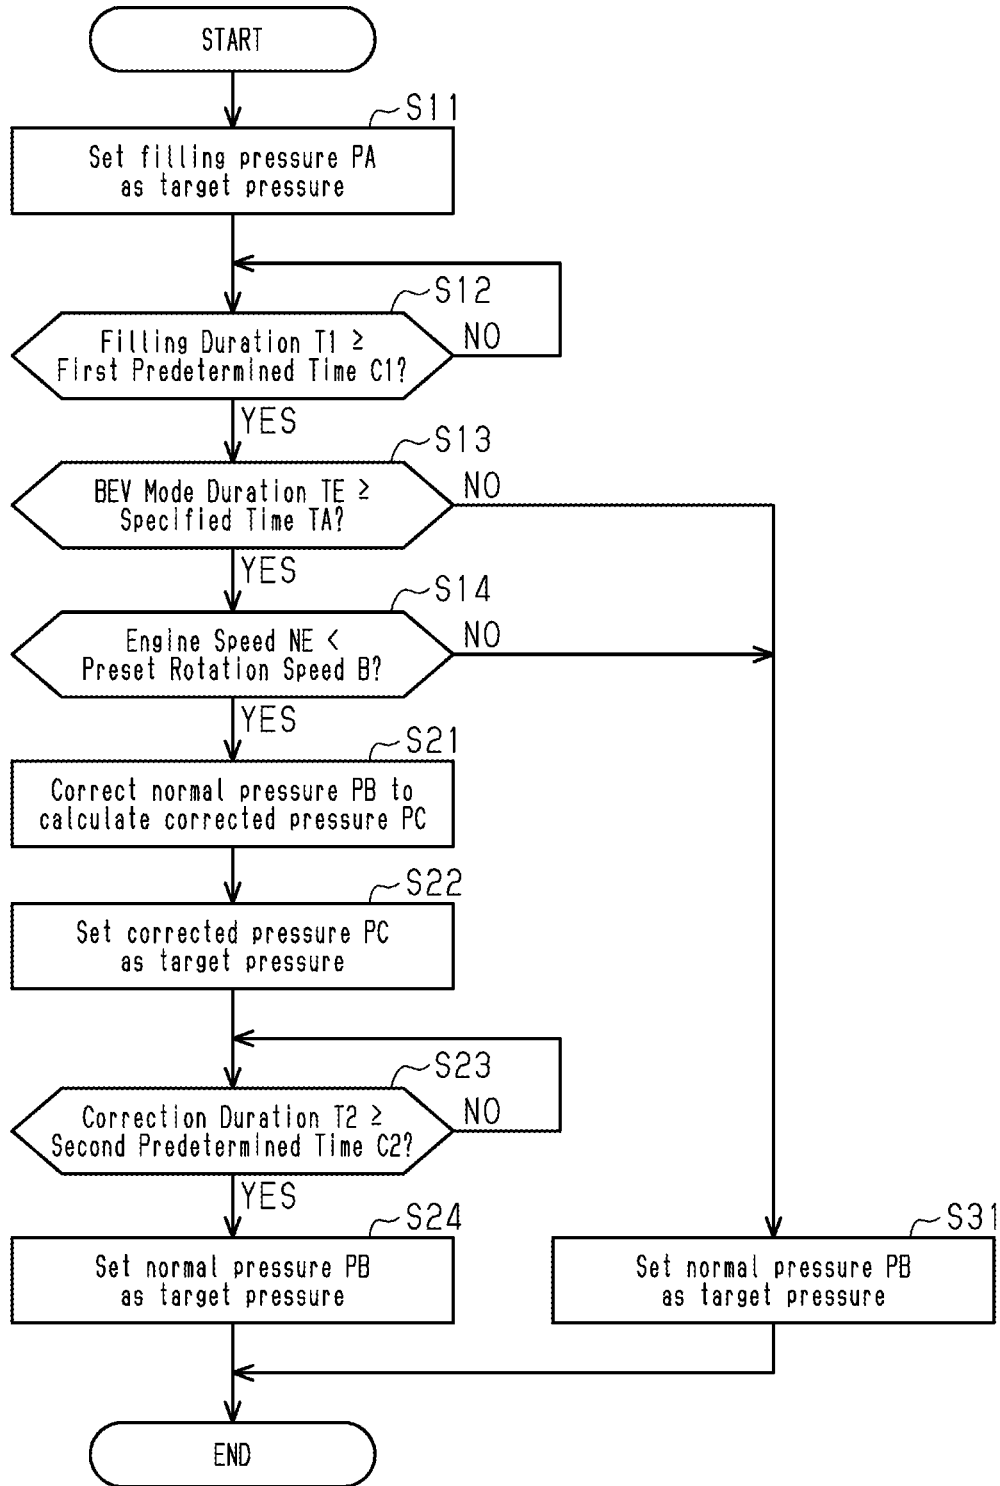 START
S11
Set filling pressure PA
as target pressure
S12
Filling Duration T1 ≥
First Predetermined Time C1?
NO
YES
S13
BEV Mode Duration TE ≥
Specified Time TA?
NO
YES
S14
Engine Speed NE <
Preset Rotation Speed B?
NO
YES
S21
Correct normal pressure PB to
calculate corrected pressure PC
S22
Set corrected pressure PC
as target pressure
S23
Correction Duration T2 ≥
Second Predetermined Time C2?
NO
YES
S24
Set normal pressure PB
as target pressure
S31
Set normal pressure PB
as target pressure
END